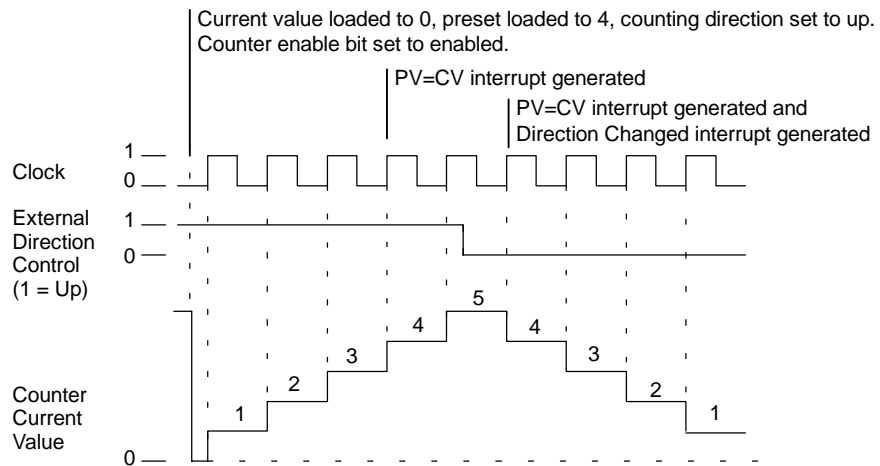 Current value loaded to 0, preset loaded to 4, counting direction set to up.
Counter enable bit set to enabled.
PV=CV interrupt generated
PV=CV interrupt generated and
Direction Changed interrupt generated
Clock
1
0
External
Direction
Control
(1 = Up)
1
0
Counter
Current
Value
0
1
2
3
4
5
4
3
2
1